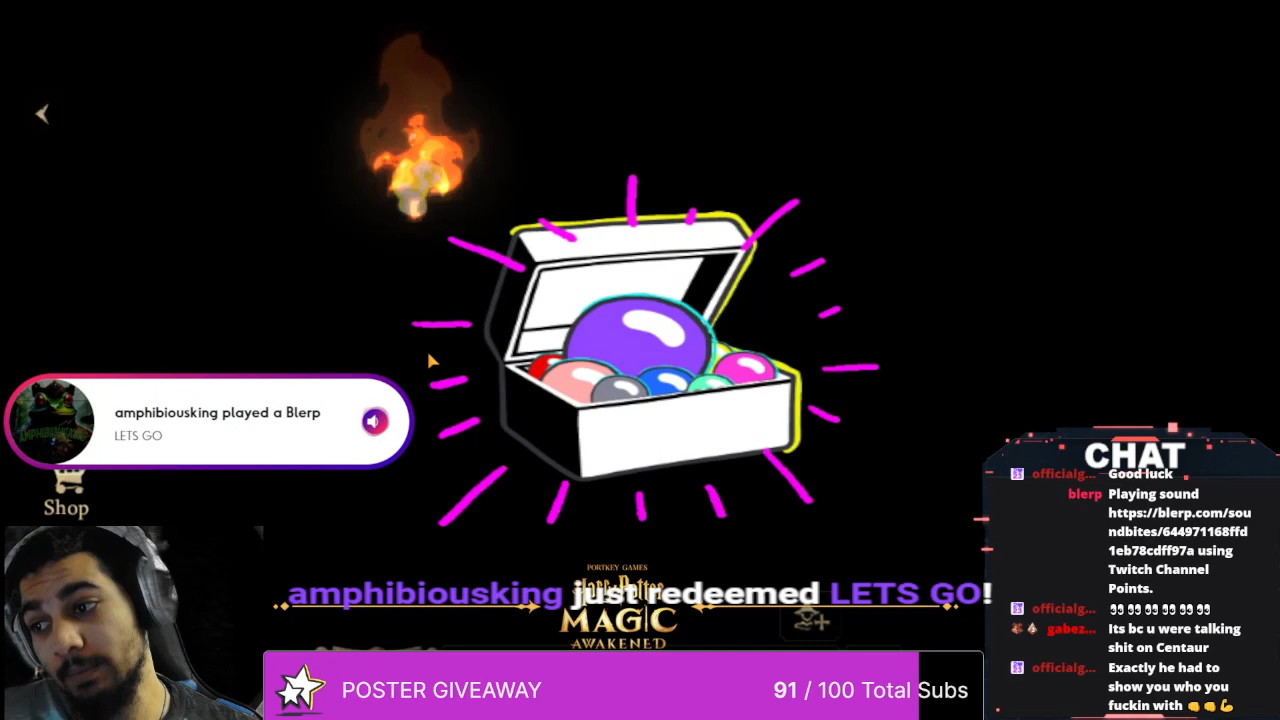 amphibiousking played a Blerp
LETS GO
Shop
PORTKEY GAMES
Harry Potter
MAGIC
AWAKENED
amphibiousking just redeemed LETS GO!
POSTER GIVEAWAY
91 / 100 Total Subs
CHAT
officialg... Good luck
blerp Playing sound
https://blerp.com/sou
ndbites/644971168ffd
1eb78cdff97a using
Twitch Channel
Points.
officialg... 👀👀👀👀👀👀
gabez... Its bc u were talking
shit on Centaur
officialg... Exactly he had to
show you who you
fuckin with 👊👊💪